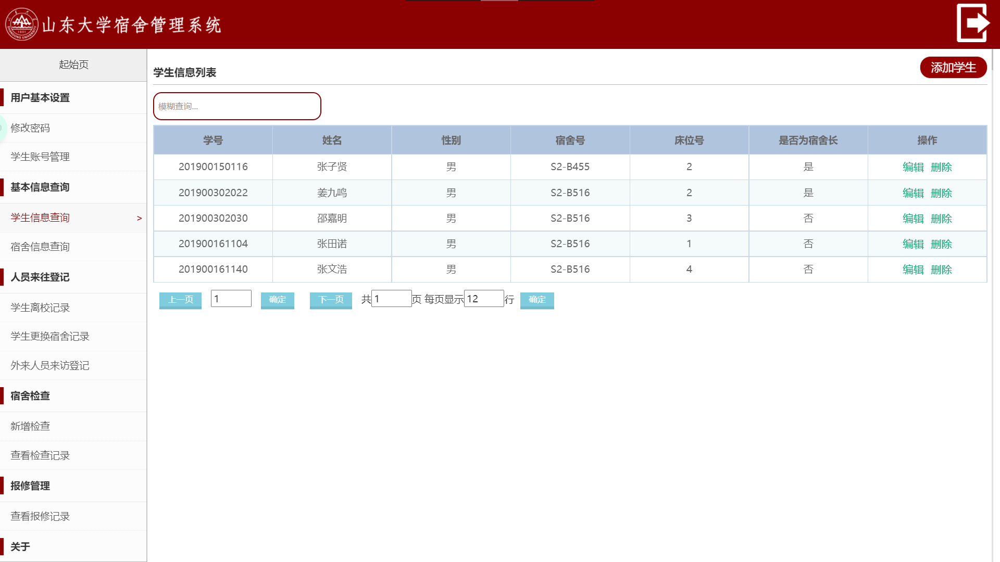 山东大学宿舍管理系统
SHANDONG UNIVERSITY
1901
起始页
用户基本设置
修改密码
学生账号管理
基本信息查询
学生信息查询 >
宿舍信息查询
人员来往登记
学生离校记录
学生更换宿舍记录
外来人员来访登记
宿舍检查
新增检查
查看检查记录
报修管理
查看报修记录
关于
学生信息列表
添加学生
模糊查询...
学号 姓名 性别 宿舍号 床位号 是否为宿舍长 操作
201900150116 张子贤 男 S2-B455 2 是 编辑 删除
201900302022 姜九鸣 男 S2-B516 2 是 编辑 删除
201900302030 邵嘉明 男 S2-B516 3 否 编辑 删除
201900161104 张田诺 男 S2-B516 1 否 编辑 删除
201900161140 张文浩 男 S2-B516 4 否 编辑 删除
上一页 1 确定 下一页 共1页 每页显示12行 确定